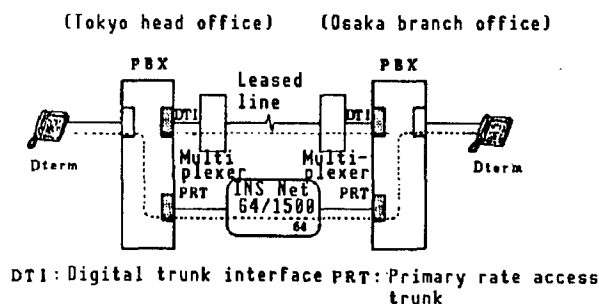 (Tokyo head office) (Osaka branch office)
PBX PBX
Leased
line
DTI DTI
Multi Multi-
plexer plexer
Dterm Dterm
PRT PRT
INS Net
64/1500
64
DTI: Digital trunk interface PRT: Primary rate access
trunk